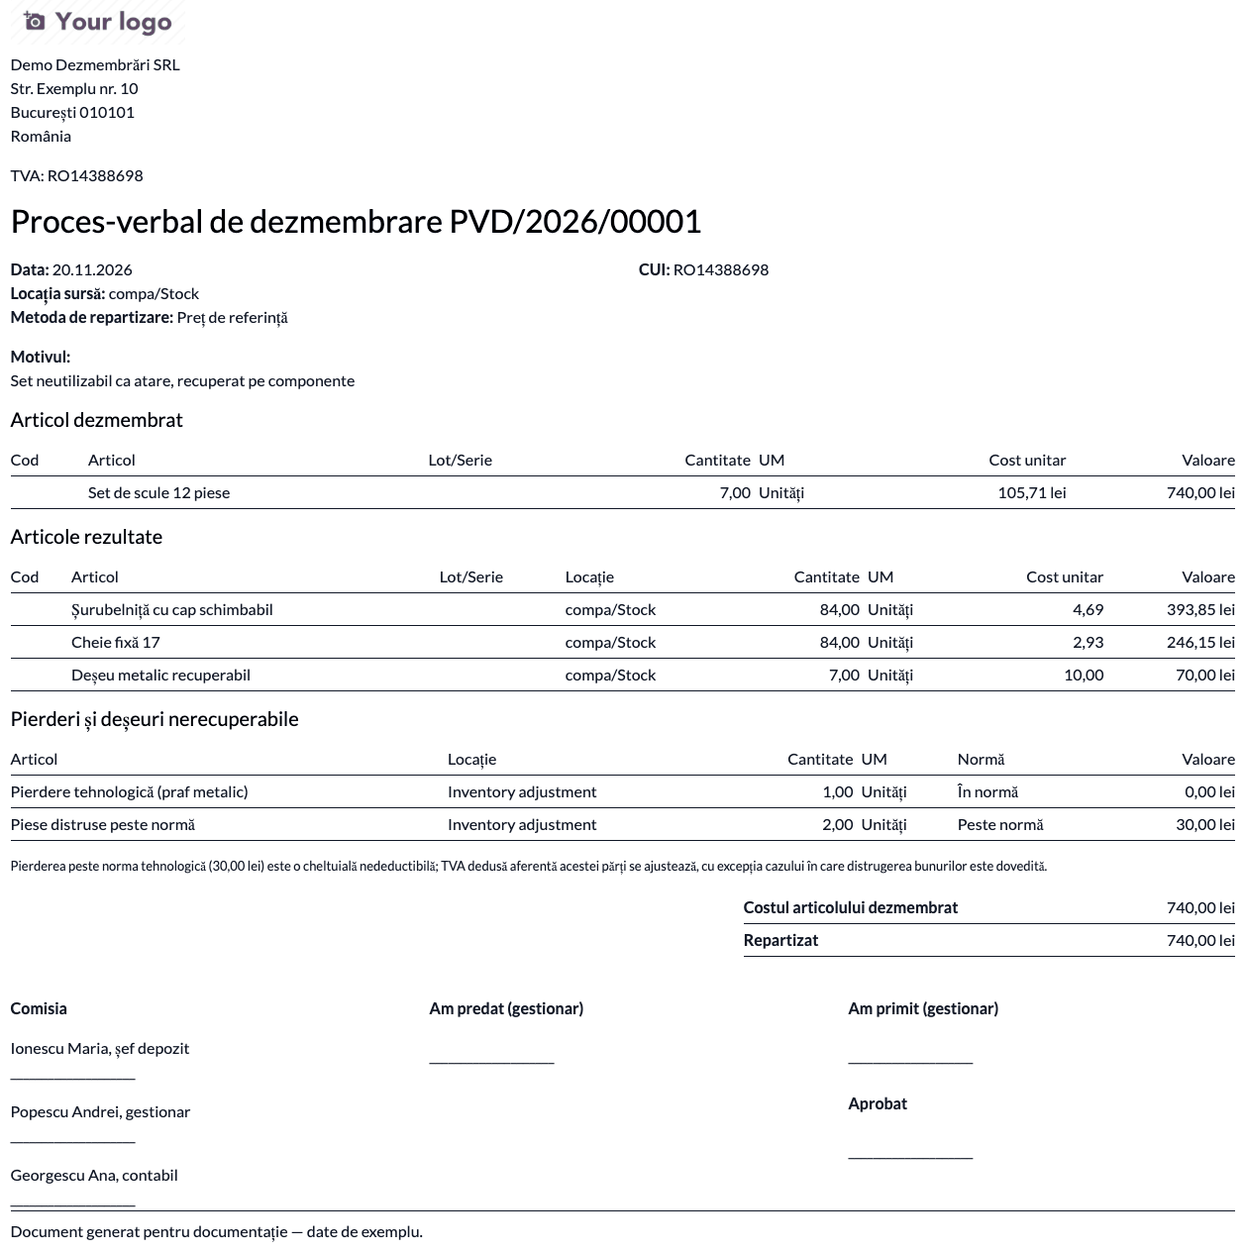 Your logo
Demo Dezmembrări SRL
Str. Exemplu nr. 10
București 010101
România
TVA: RO14388698
Proces-verbal de dezmembrare PVD/2026/00001
Data: 20.11.2026 CUI: RO14388698
Locația sursă: compa/Stock
Metoda de repartizare: Preț de referință
Motivul:
Set neutilizabil ca atare, recuperat pe componente
Articol dezmembrat
Cod Articol Lot/Serie Cantitate UM Cost unitar Valoare
Set de scule 12 piese 7,00 Unități 105,71 lei 740,00 lei
Articole rezultate
Cod Articol Lot/Serie Locație Cantitate UM Cost unitar Valoare
Șurubelniță cu cap schimbabil compa/Stock 84,00 Unități 4,69 393,85 lei
Cheie fixă 17 compa/Stock 84,00 Unități 2,93 246,15 lei
Deșeu metalic recuperabil compa/Stock 7,00 Unități 10,00 70,00 lei
Pierderi și deșeuri nerecuperabile
Articol Locație Cantitate UM Normă Valoare
Pierdere tehnologică (praf metalic) Inventory adjustment 1,00 Unități În normă 0,00 lei
Piese distruse peste normă Inventory adjustment 2,00 Unități Peste normă 30,00 lei
Pierderea peste norma tehnologică (30,00 lei) este o cheltuială nedeductibilă; TVA dedusă aferentă acestei părți se ajustează, cu excepția cazului în care distrugerea bunurilor este dovedită.
Costul articolului dezmembrat 740,00 lei
Repartizat 740,00 lei
Comisia Am predat (gestionar) Am primit (gestionar)
Ionescu Maria, șef depozit
Popescu Andrei, gestionar
Aprobat
Georgescu Ana, contabil
Document generat pentru documentație — date de exemplu.